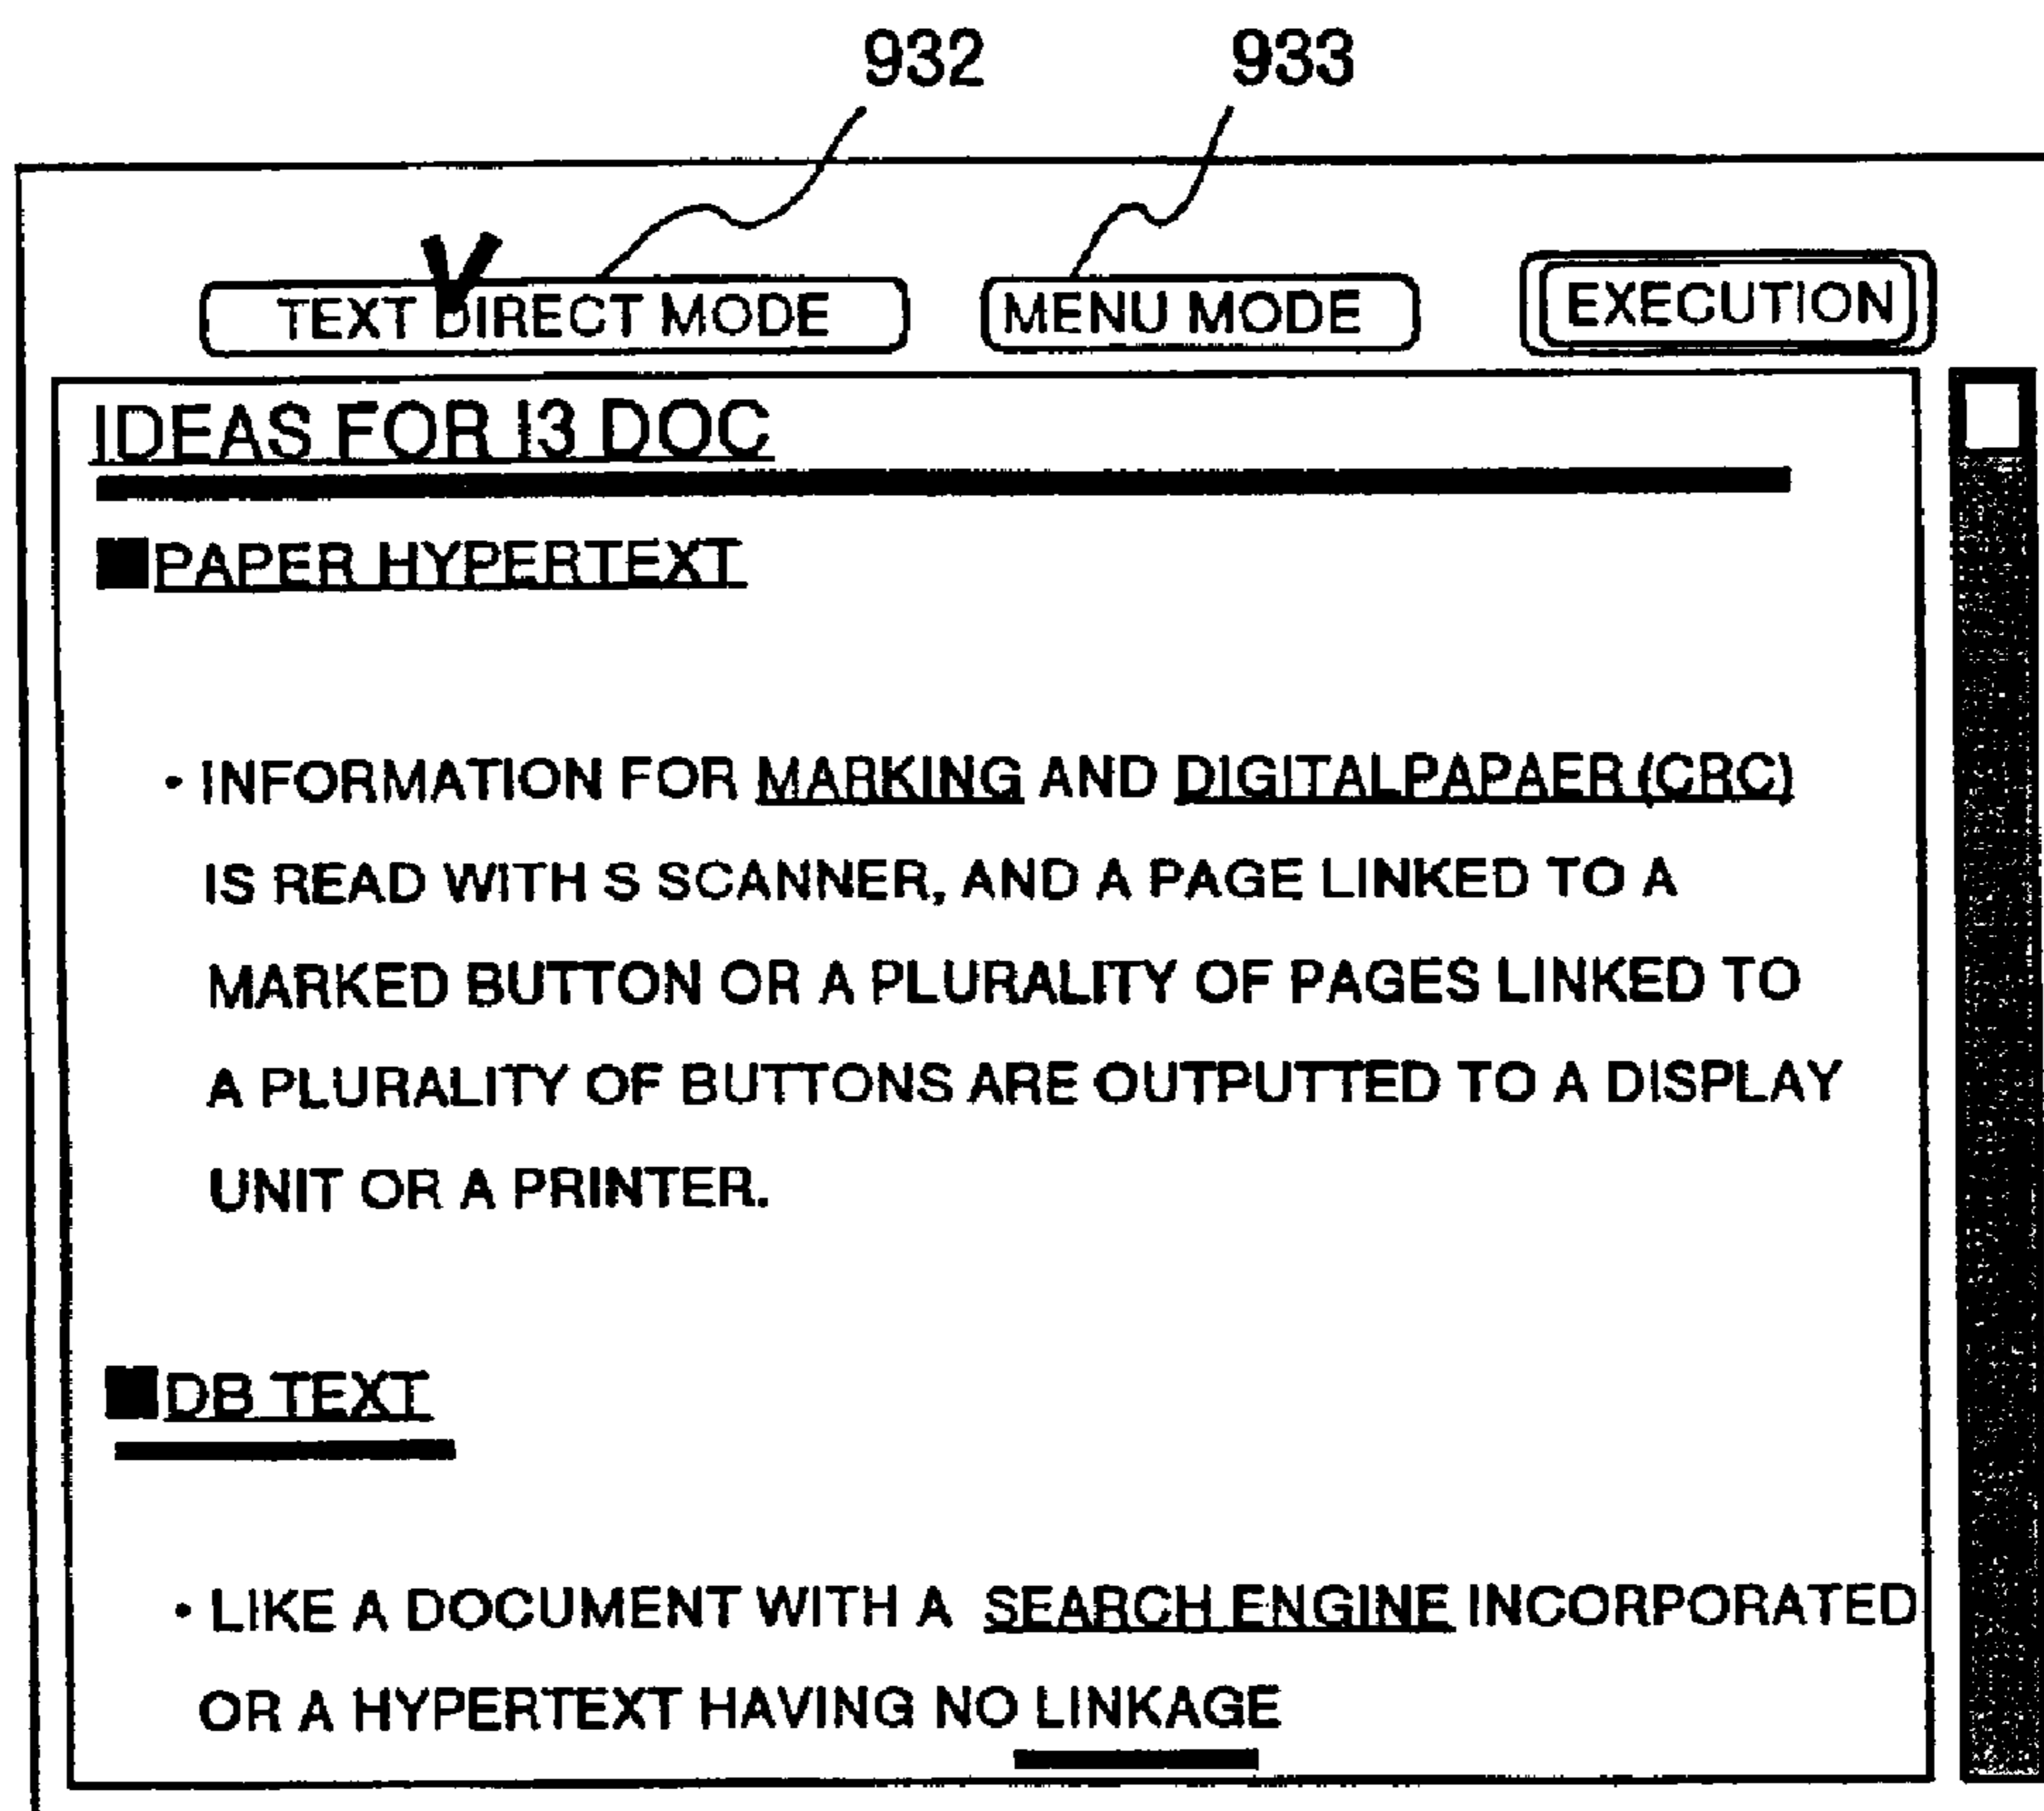 932 933
TEXT DIRECT MODE MENU MODE EXECUTION
IDEAS FOR I3 DOC
■PAPER HYPERTEXT
• INFORMATION FOR MARKING AND DIGITALPAPAER (CRC)
IS READ WITH S SCANNER, AND A PAGE LINKED TO A
MARKED BUTTON OR A PLURALITY OF PAGES LINKED TO
A PLURALITY OF BUTTONS ARE OUTPUTTED TO A DISPLAY
UNIT OR A PRINTER.
■DB TEXT
• LIKE A DOCUMENT WITH A SEARCH ENGINE INCORPORATED
OR A HYPERTEXT HAVING NO LINKAGE